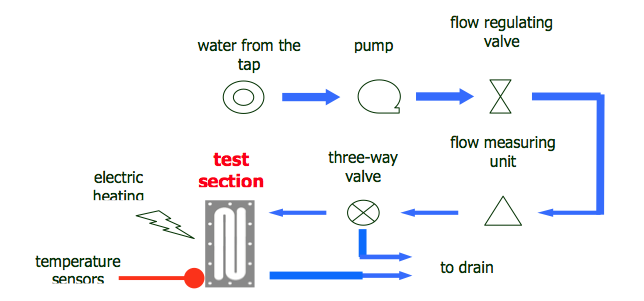 flow regulating
valve
water from the
tap
pump
flow measuring
unit
three-way
valve
test
section
electric
heating
to drain
temperature
sensors